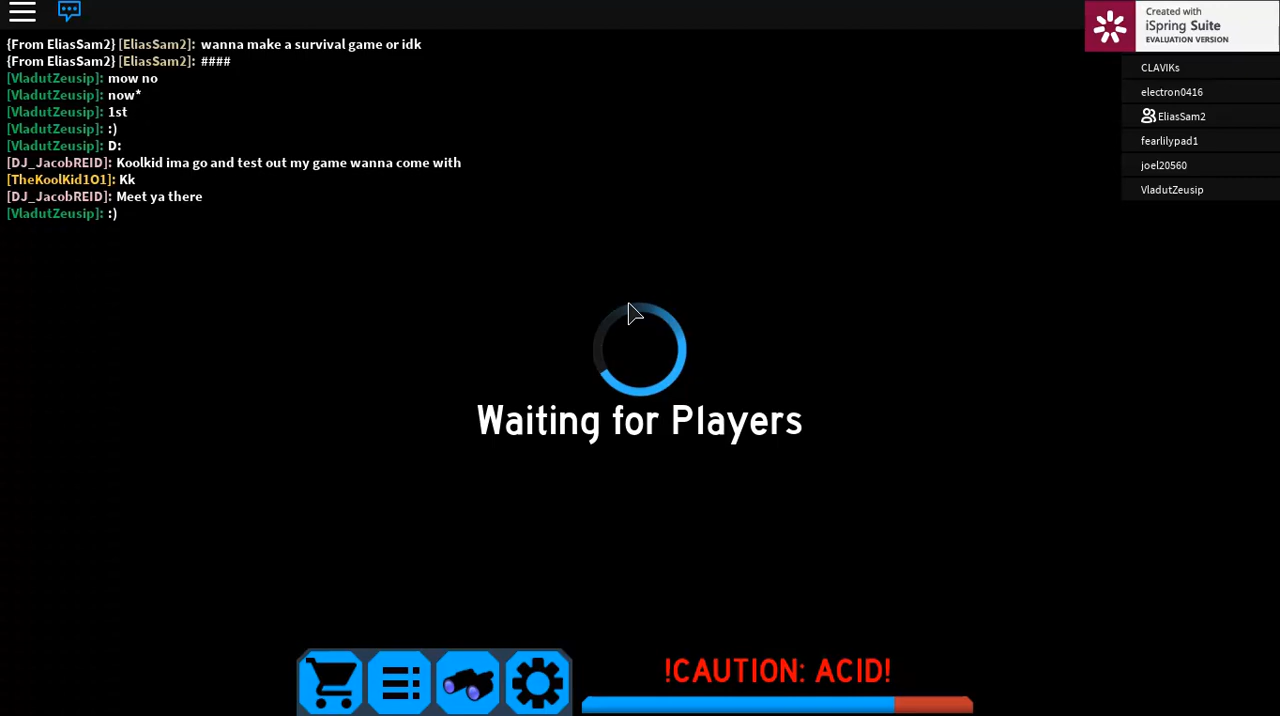 {From EliasSam2} [EliasSam2]: wanna make a survival game or idk
{From EliasSam2} [EliasSam2]: ####
[VladutZeusip]: mow no
[VladutZeusip]: now*
[VladutZeusip]: 1st
[VladutZeusip]: :)
[VladutZeusip]: D:
[DJ_JacobREID]: Koolkid ima go and test out my game wanna come with
[TheKoolKid1O1]: Kk
[DJ_JacobREID]: Meet ya there
[VladutZeusip]: :)
Created with
iSpring Suite
EVALUATION VERSION
CLAVIKs
electron0416
EliasSam2
fearlilypad1
joel20560
VladutZeusip
Waiting for Players
!CAUTION: ACID!